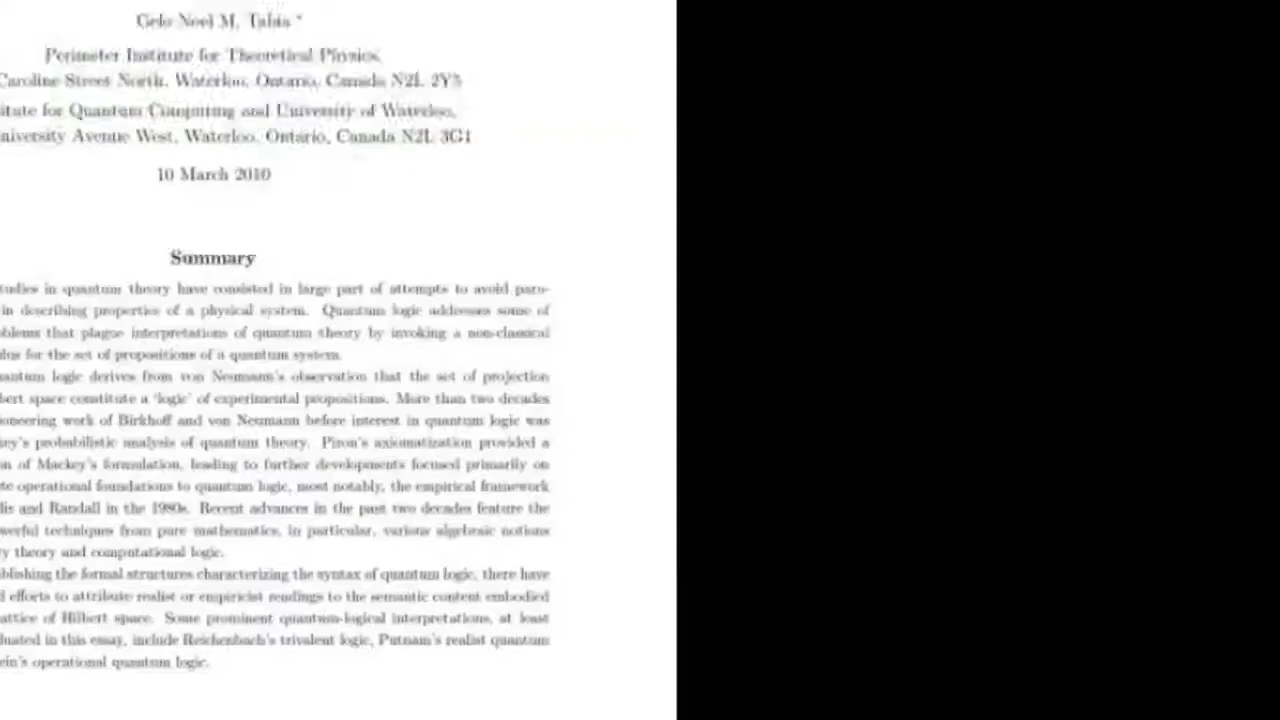 Gelo Noel M. Tabia *
Perimeter Institute for Theoretical Physics,
Caroline Street North, Waterloo, Ontario, Canada N2L 2Y5
itute for Quantum Computing and University of Waterloo,
niversity Avenue West, Waterloo, Ontario, Canada N2L 3G1
10 March 2010
Summary
tudies in quantum theory have consisted in large part of attempts to avoid para-
in describing properties of a physical system. Quantum logic addresses some of
oblems that plague interpretations of quantum theory by invoking a non-classical
ulus for the set of propositions of a quantum system.
uantum logic derives from von Neumann's observation that the set of projection
bert space constitute a 'logic' of experimental propositions. More than two decades
ioneering work of Birkhoff and von Neumann before interest in quantum logic was
ey's probabilistic analysis of quantum theory. Piron's axiomatization provided a
on of Mackey's formulation, leading to further developments focused primarily on
te operational foundations to quantum logic, most notably, the empirical framework
lis and Randall in the 1980s. Recent advances in the past two decades feature the
werful techniques from pure mathematics, in particular, various algebraic notions
y theory and computational logic.
blishing the formal structures characterizing the syntax of quantum logic, there have
l efforts to attribute realist or empiricist readings to the semantic content embodied
attice of Hilbert space. Some prominent quantum-logical interpretations, at least
luated in this essay, include Reichenbach's trivalent logic, Putnam's realist quantum
ein's operational quantum logic.